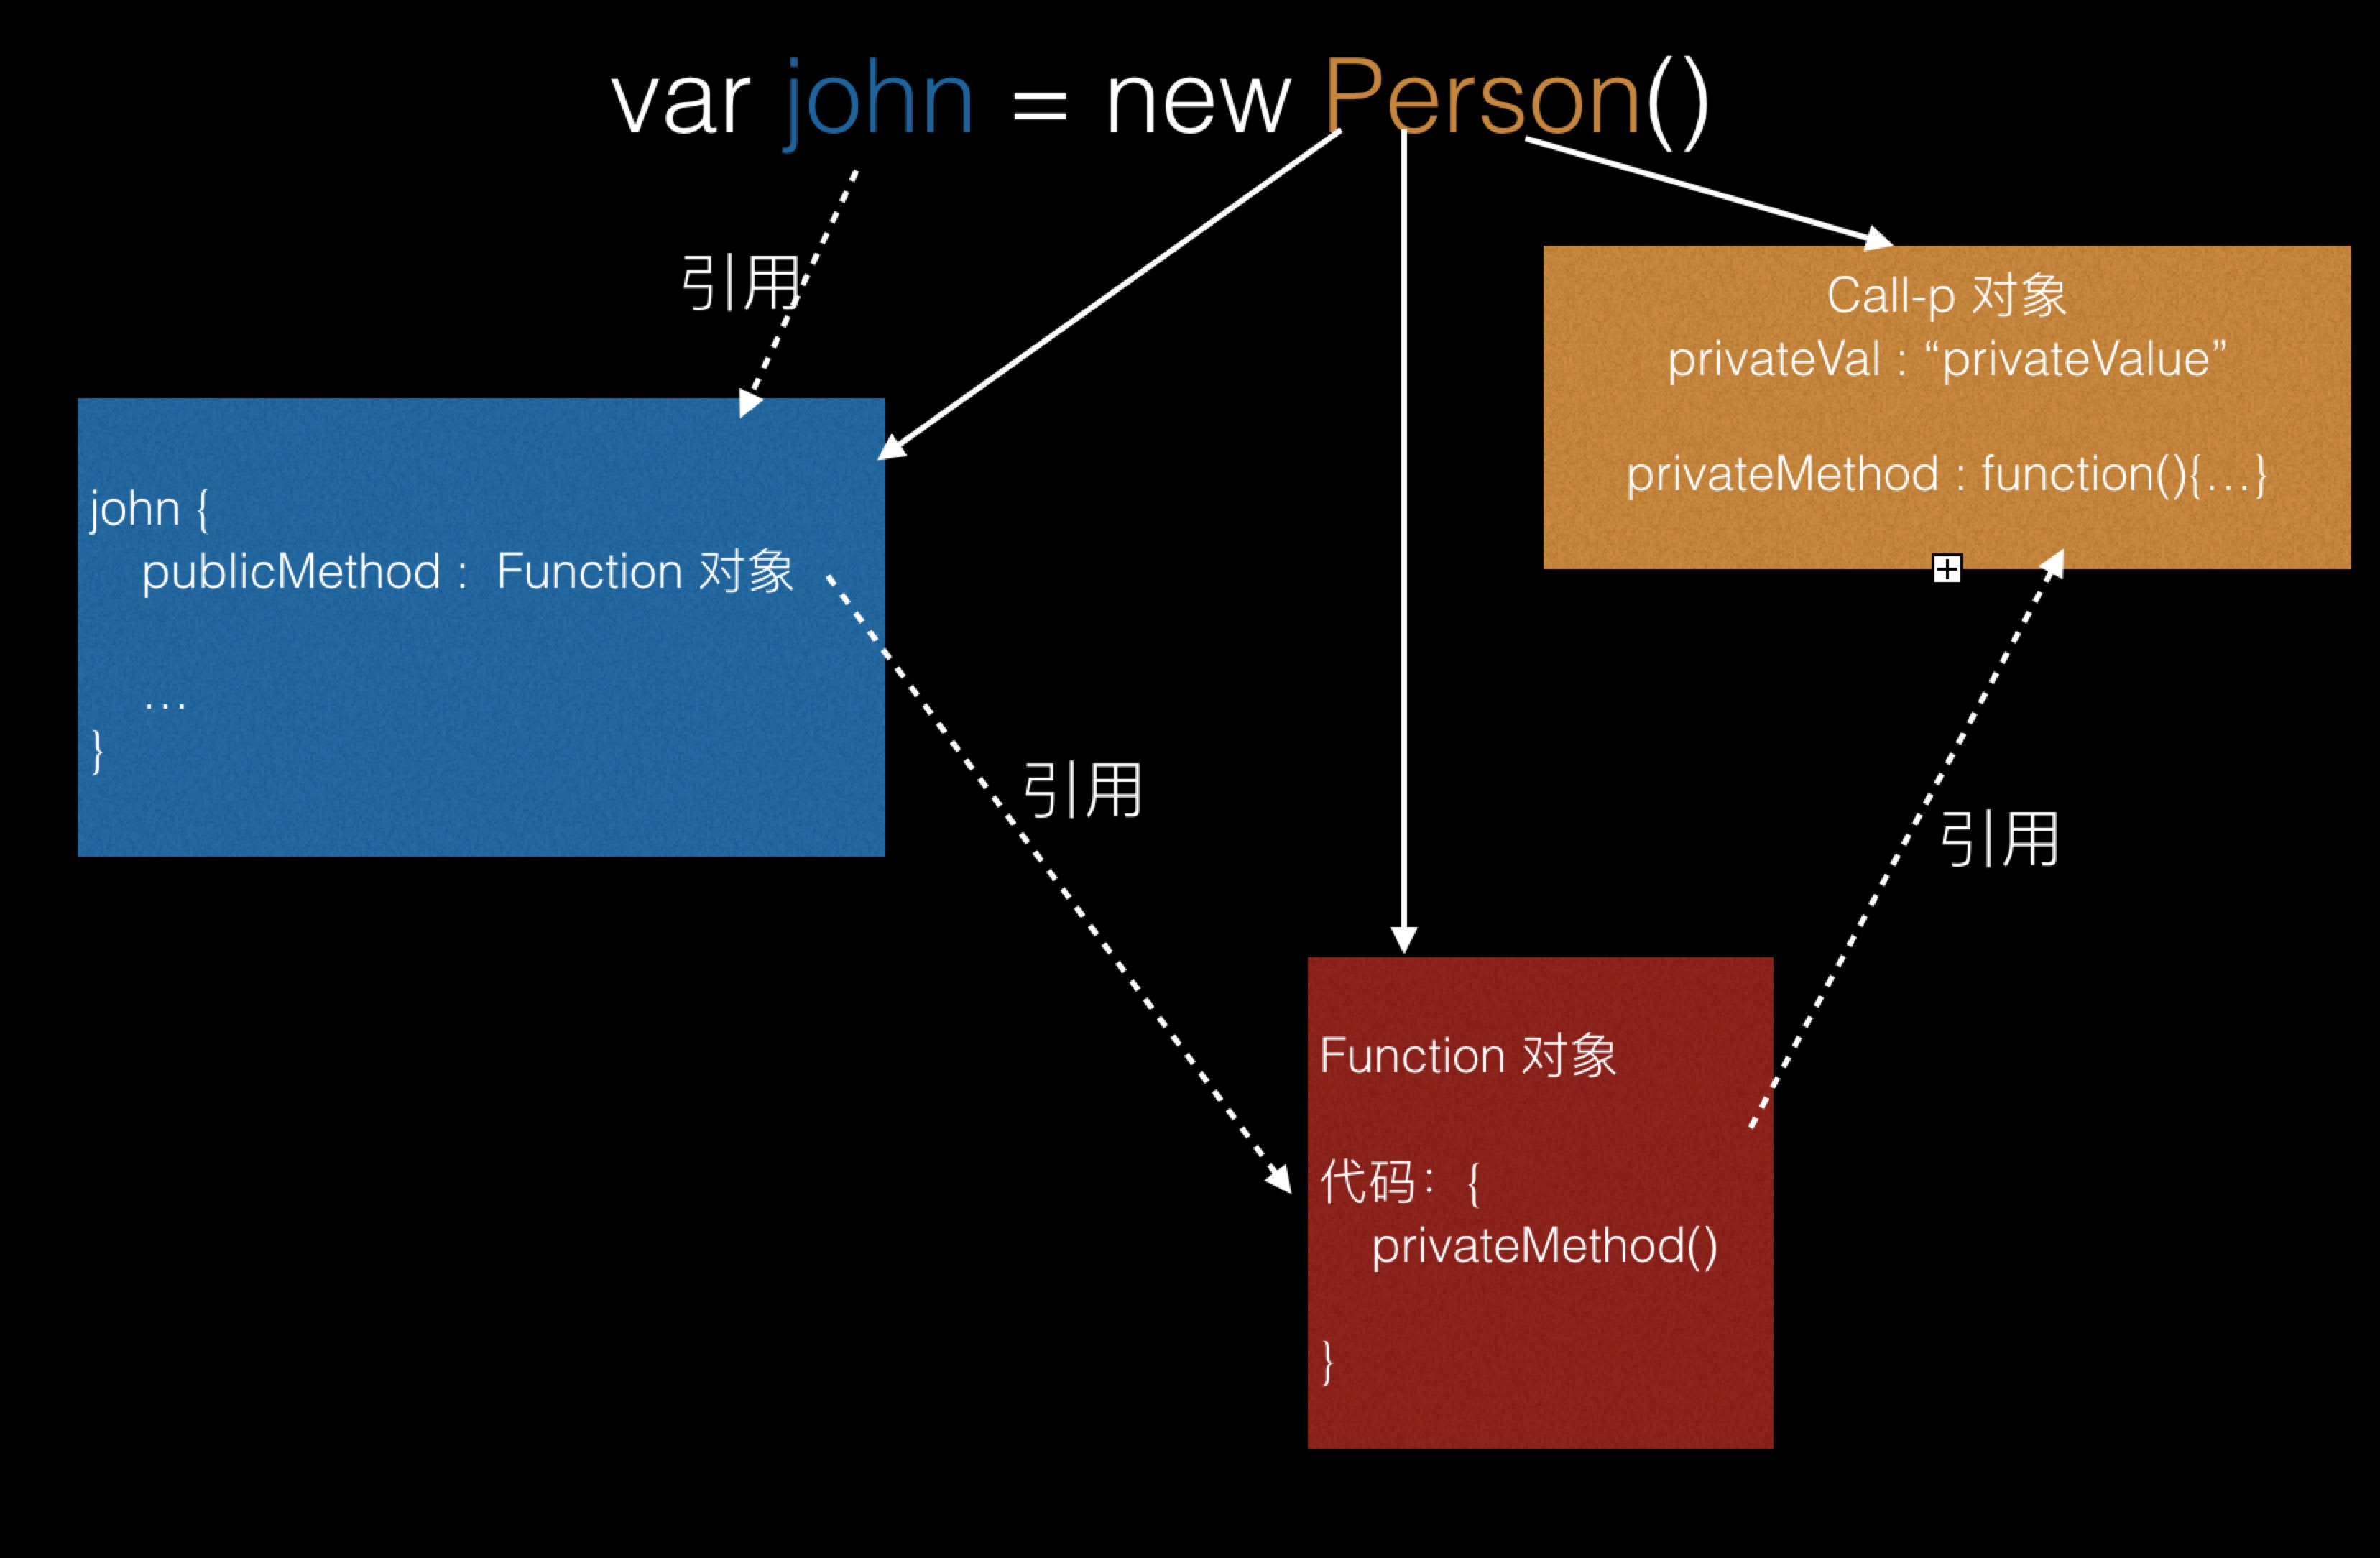 var john = new Person()
引用
Call-p 对象
privateVal : “privateValue”
privateMethod : function(){…}
john {
publicMethod : Function 对象
…
}
引用
引用
Function 对象
代码：{
privateMethod()
}